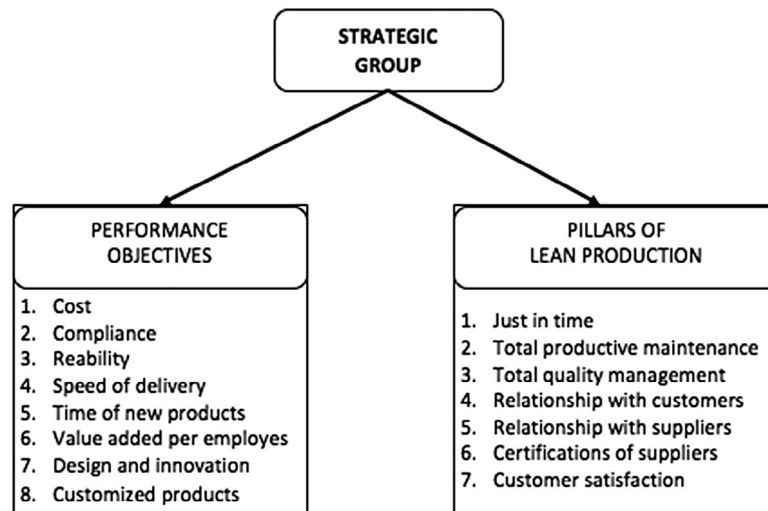 STRATEGIC
GROUP
PERFORMANCE
OBJECTIVES
1. Cost
2. Compliance
3. Reability
4. Speed of delivery
5. Time of new products
6. Value added per employes
7. Design and innovation
8. Customized products
PILLARS OF
LEAN PRODUCTION
1. Just in time
2. Total productive maintenance
3. Total quality management
4. Relationship with customers
5. Relationship with suppliers
6. Certifications of suppliers
7. Customer satisfaction